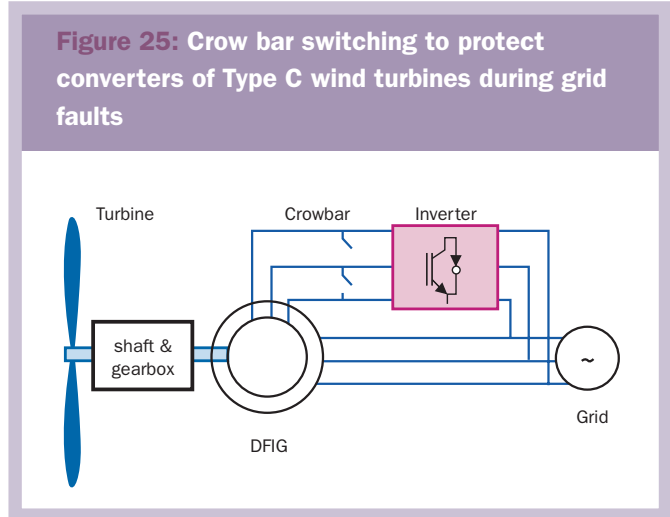 Figure 25: Crow bar switching to protect
converters of Type C wind turbines during grid
faults
Turbine
Crowbar
Inverter
shaft &
gearbox
~
Grid
DFIG